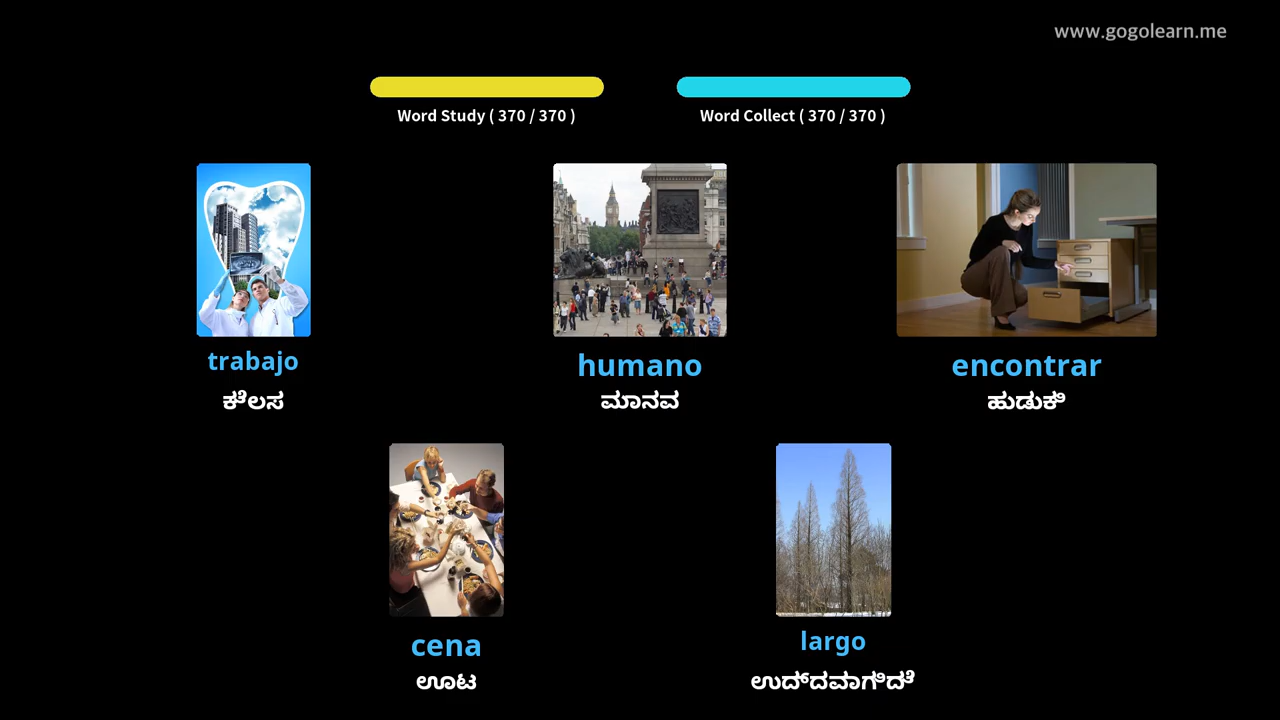 www.gogolearn.me
Word Study ( 370 / 370 )
Word Collect ( 370 / 370 )
trabajo
ಕೆಲಸ
humano
ಮಾನವ
encontrar
ಹುಡುಕಿ
cena
ಊಟ
largo
ಉದ್ದವಾಗಿದೆ